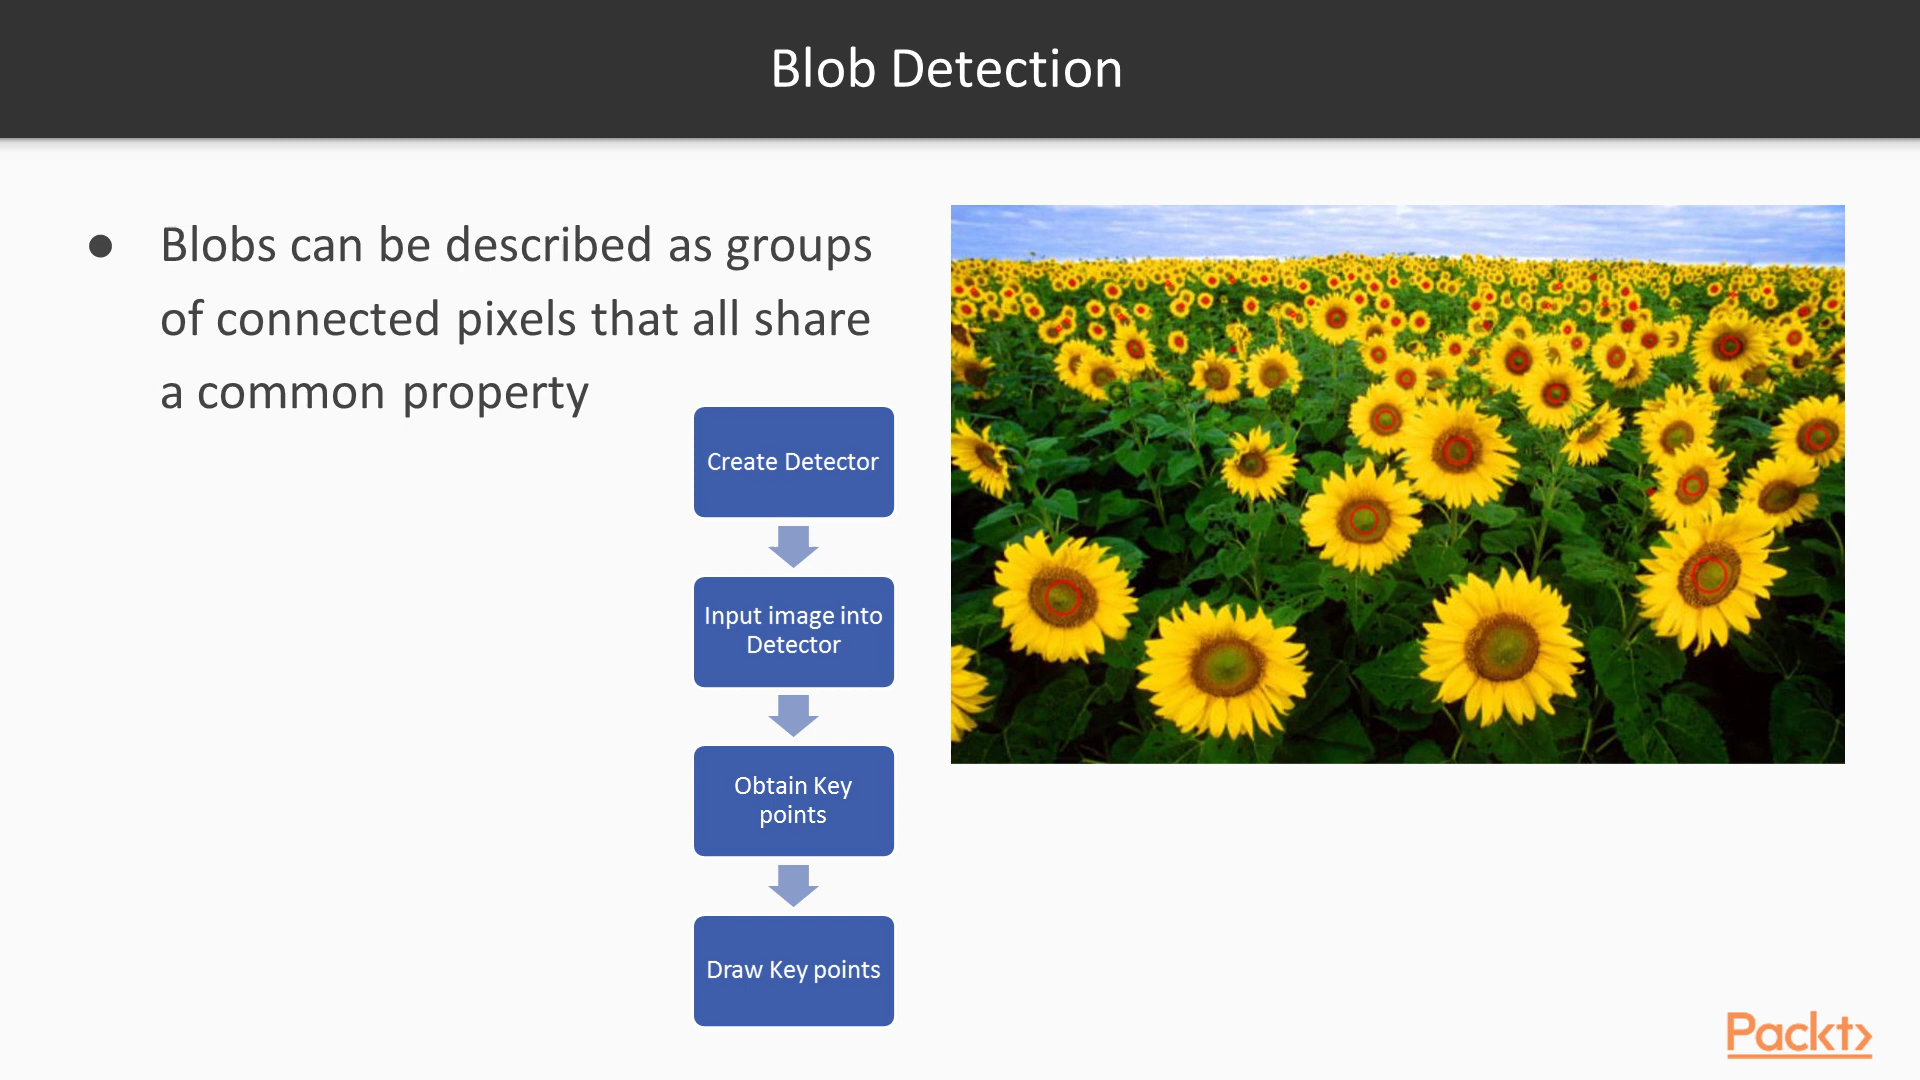 Blob Detection
● Blobs can be described as groups
of connected pixels that all share
a common property
Create Detector
Input image into
Detector
Obtain Key
points
Draw Key points
Packt>